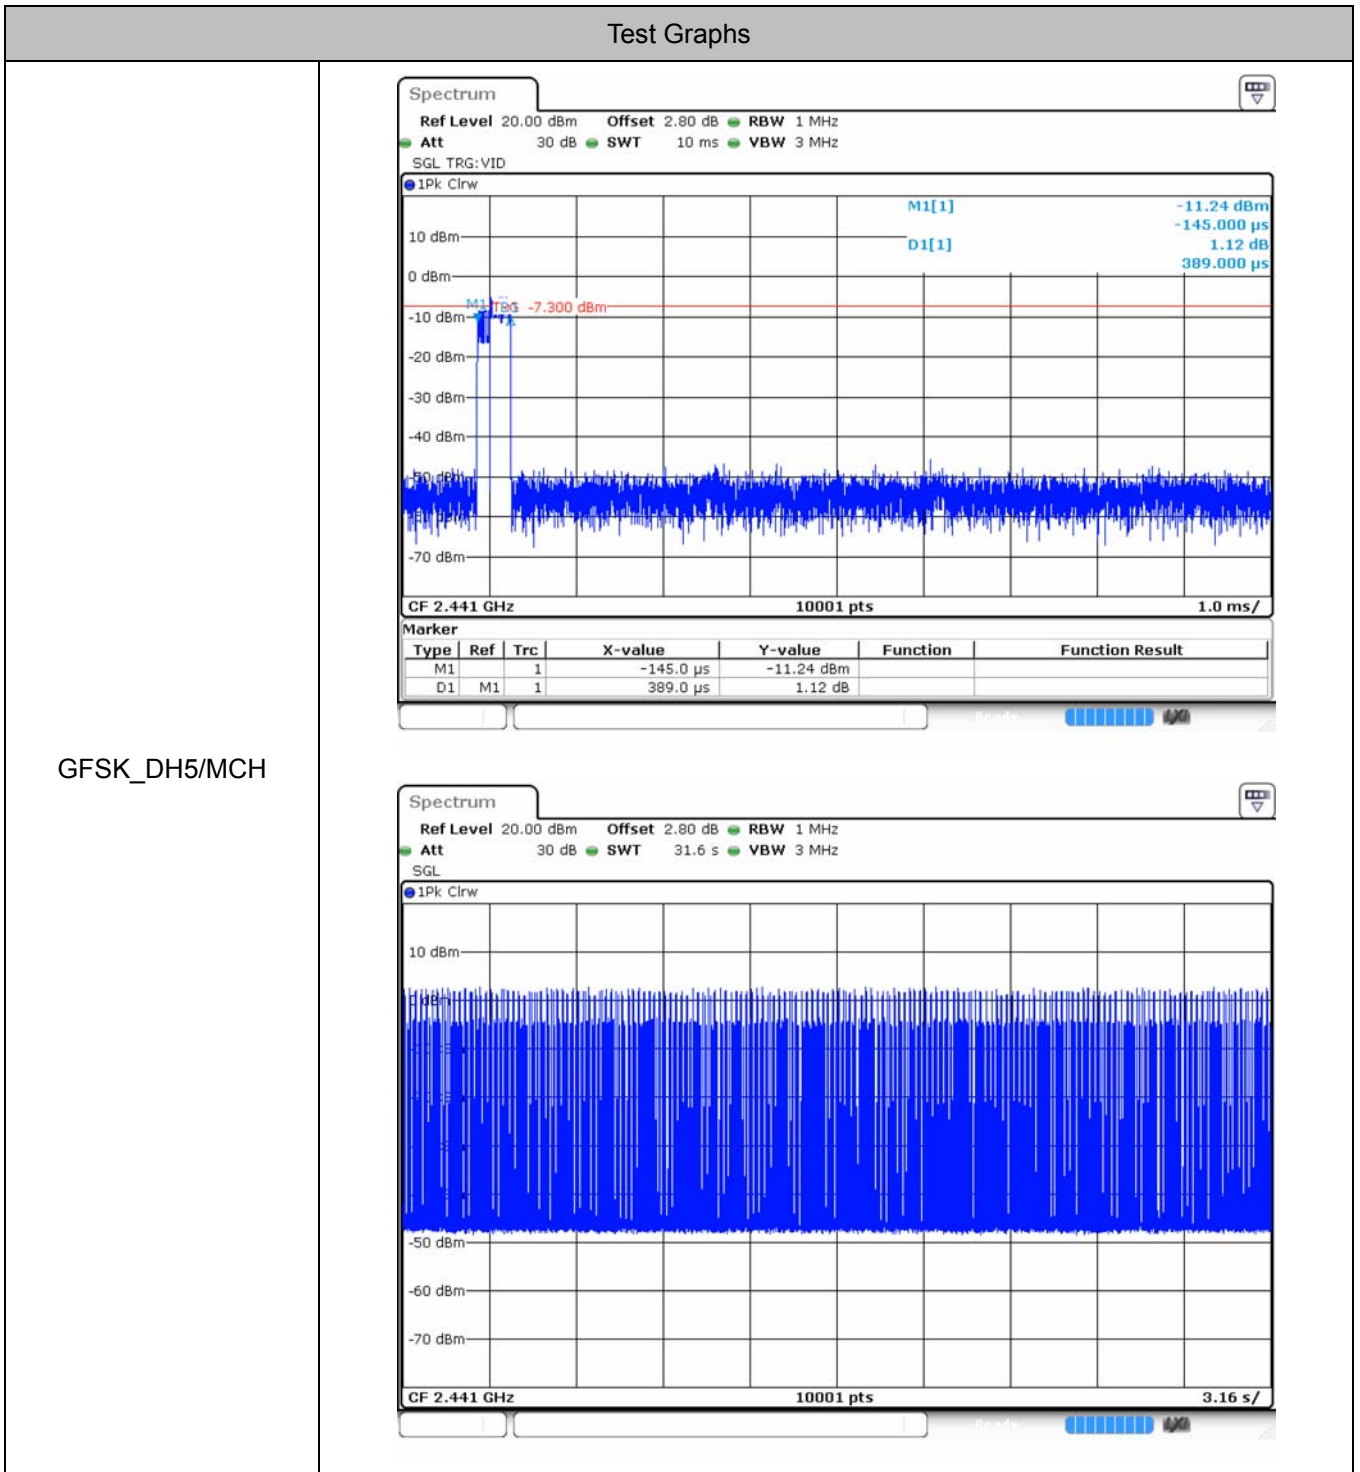 Test Graphs
GFSK_DH5/MCH
Spectrum
Ref Level 20.00 dBm Offset 2.80 dB RBW 1 MHz
Att 30 dB SWT 10 ms VBW 3 MHz
SGL TRG:VID
1Pk Clrw
M1[1] -11.24 dBm
-145.000 µs
D1[1] 1.12 dB
389.000 µs
10 dBm
0 dBm
M1 TRG -7.300 dBm
-10 dBm
-20 dBm
-30 dBm
-40 dBm
-50 dBm
-70 dBm
CF 2.441 GHz 10001 pts 1.0 ms/
Marker
Type Ref Trc X-value Y-value Function Function Result
M1 1 -145.0 µs -11.24 dBm
D1 M1 1 389.0 µs 1.12 dB
Spectrum
Ref Level 20.00 dBm Offset 2.80 dB RBW 1 MHz
Att 30 dB SWT 31.6 s VBW 3 MHz
SGL
1Pk Clrw
10 dBm
0 dBm
-50 dBm
-60 dBm
-70 dBm
CF 2.441 GHz 10001 pts 3.16 s/